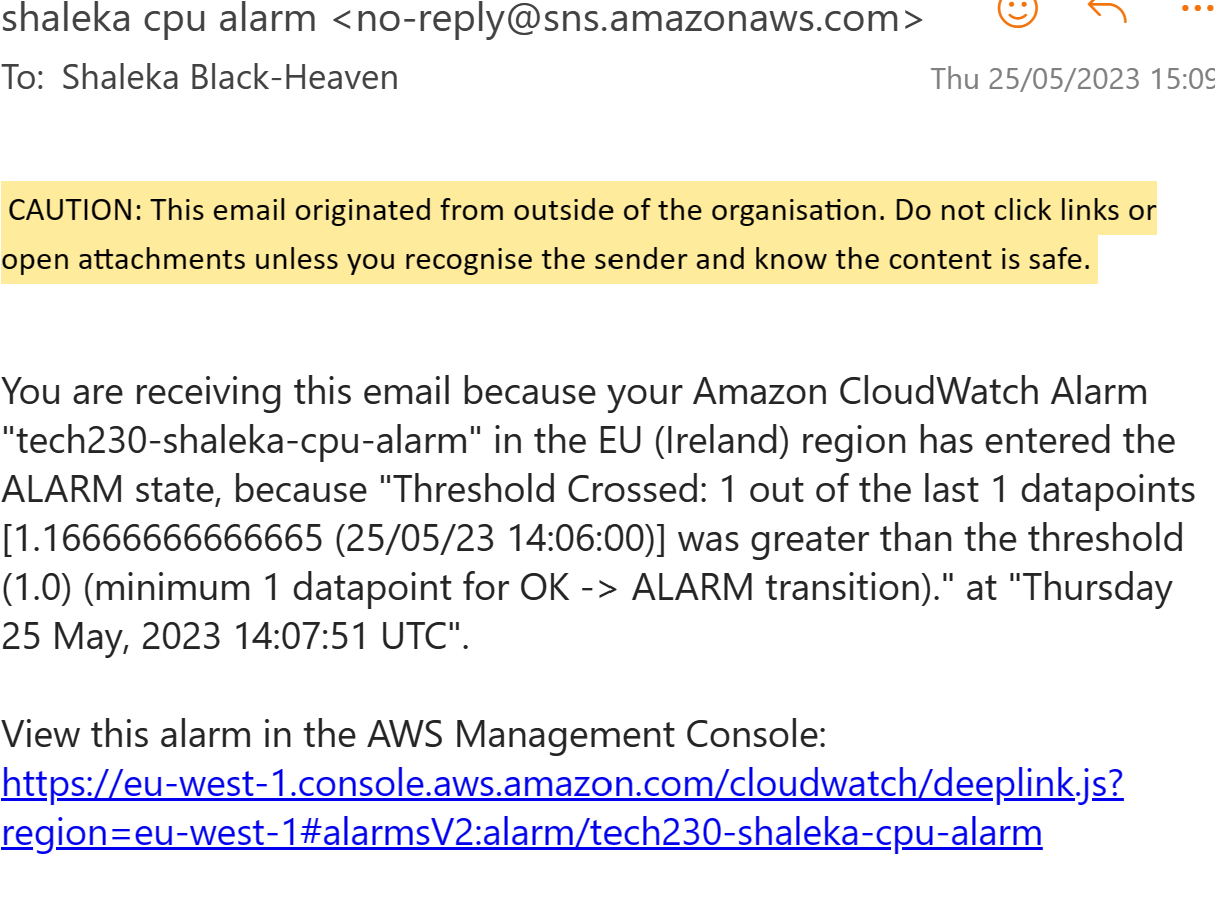 shaleka cpu alarm <no-reply@sns.amazonaws.com>
To: Shaleka Black-Heaven
Thu 25/05/2023 15:09
CAUTION: This email originated from outside of the organisation. Do not click links or
open attachments unless you recognise the sender and know the content is safe.
You are receiving this email because your Amazon CloudWatch Alarm
"tech230-shaleka-cpu-alarm" in the EU (Ireland) region has entered the
ALARM state, because "Threshold Crossed: 1 out of the last 1 datapoints
[1.16666666666665 (25/05/23 14:06:00)] was greater than the threshold
(1.0) (minimum 1 datapoint for OK -> ALARM transition)." at "Thursday
25 May, 2023 14:07:51 UTC".
View this alarm in the AWS Management Console:
https://eu-west-1.console.aws.amazon.com/cloudwatch/deeplink.js?
region=eu-west-1#alarmsV2:alarm/tech230-shaleka-cpu-alarm